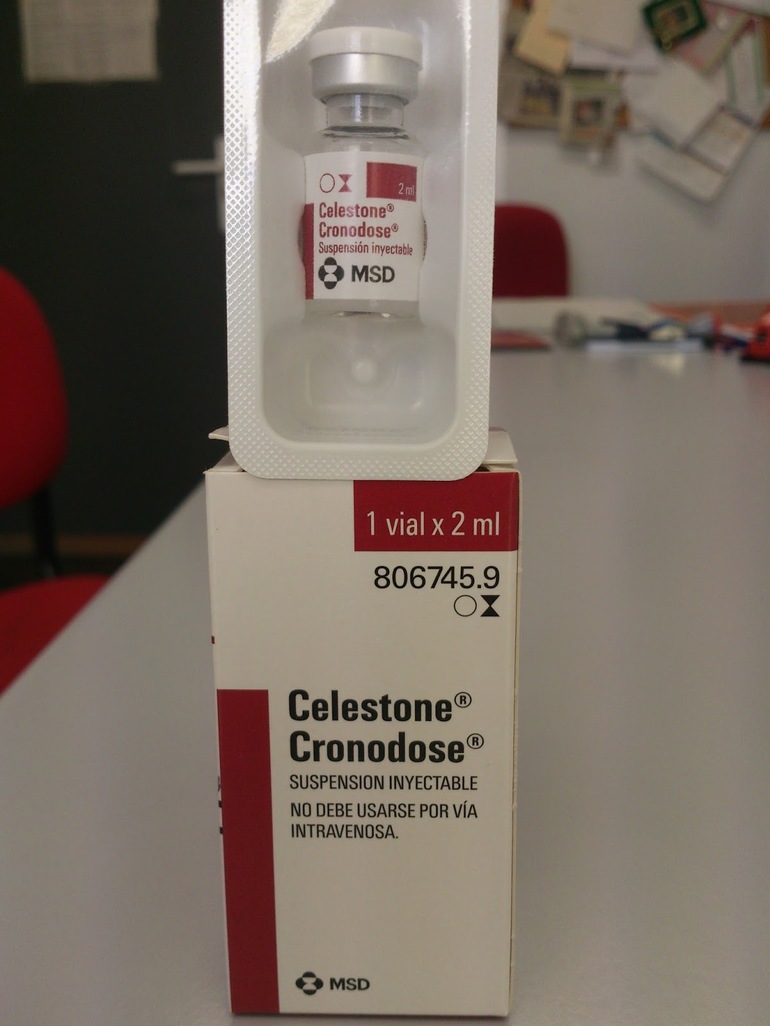 2 ml
Celestone®
Cronodose®
Suspensión inyectable
MSD
1 vial x 2 ml
806745.9
Celestone®
Cronodose®
SUSPENSION INYECTABLE
NO DEBE USARSE POR VÍA
INTRAVENOSA.
MSD